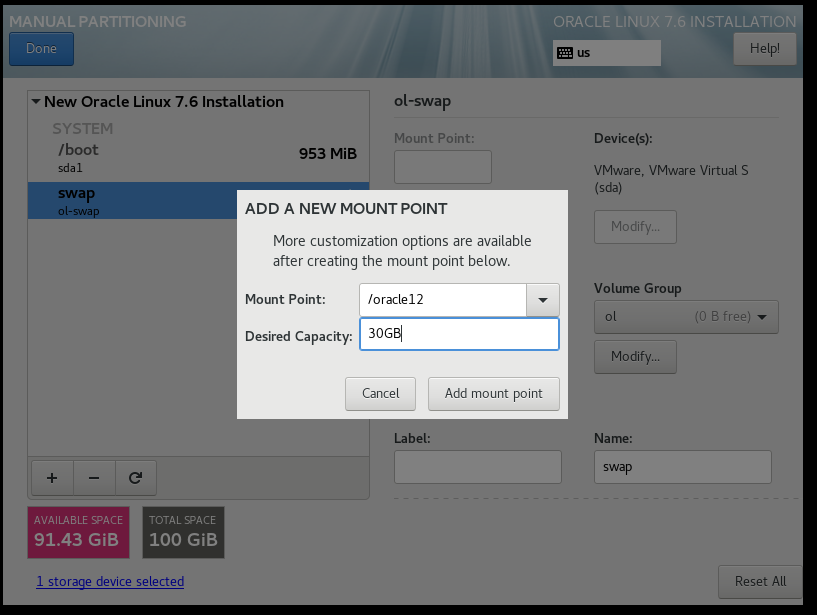 MANUAL PARTITIONING
ORACLE LINUX 7.6 INSTALLATION
Done
us
Help!
New Oracle Linux 7.6 Installation
SYSTEM
/boot
953 MiB
sda1
swap
ol-swap
ol-swap
Mount Point:
Device(s):
VMware, VMware Virtual S
(sda)
Modify...
Volume Group
ol (0 B free)
Modify...
Label:
Name:
swap
ADD A NEW MOUNT POINT
More customization options are available
after creating the mount point below.
Mount Point: /oracle12
Desired Capacity: 30GB
Cancel
Add mount point
+ −
AVAILABLE SPACE
91.43 GiB
TOTAL SPACE
100 GiB
1 storage device selected
Reset All